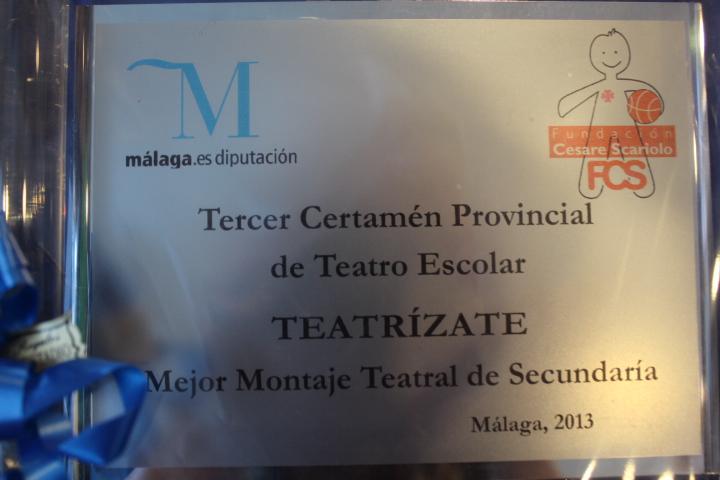 M
málaga.es diputación
Fundación
Cesare Scariolo
FCS
Tercer Certamén Provincial
de Teatro Escolar
TEATRÍZATE
Mejor Montaje Teatral de Secundaría
Málaga, 2013